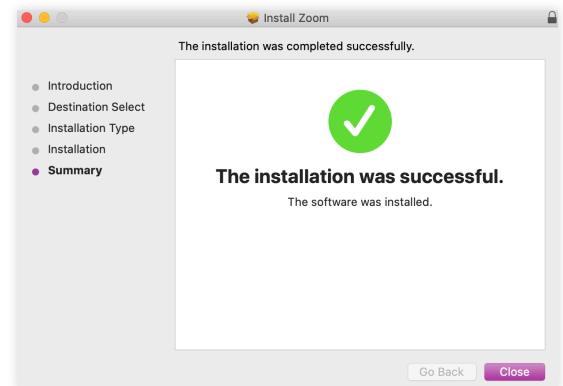 Install Zoom
The installation was completed successfully.
Introduction
Destination Select
Installation Type
Installation
Summary
The installation was successful.
The software was installed.
Go Back
Close